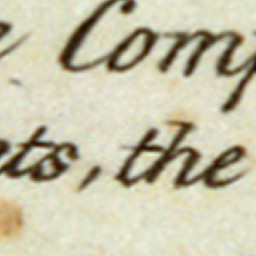 Comp
ts, the